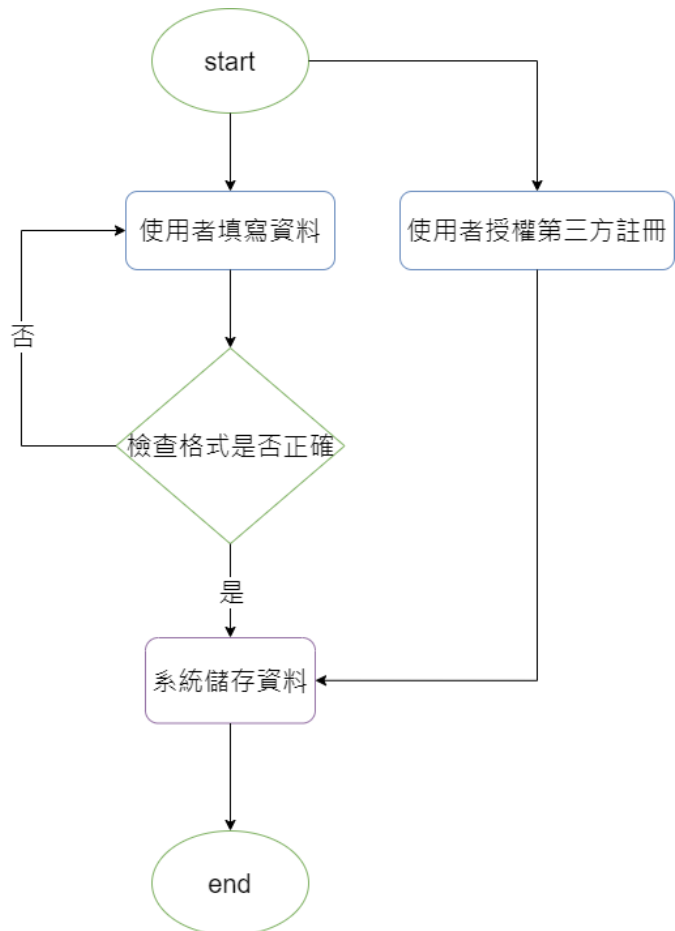 start
使用者填寫資料
使用者授權第三方註冊
否
檢查格式是否正確
是
系統儲存資料
end